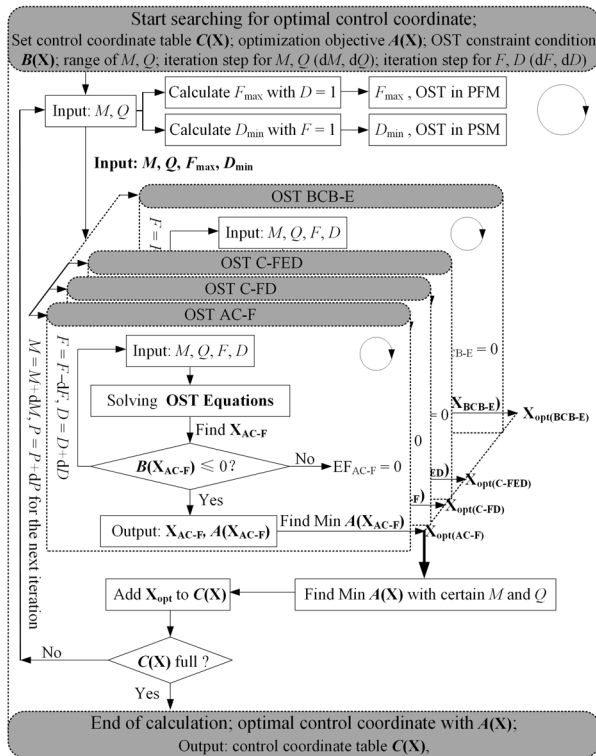 Start searching for optimal control coordinate;
Set control coordinate table C(X); optimization objective A(X); OST constraint condition
B(X); range of M, Q; iteration step for M, Q (dM, dQ); iteration step for F, D (dF, dD)
Input: M, Q
Calculate Fmax with D = 1
Fmax , OST in PFM
Calculate Dmin with F = 1
Dmin , OST in PSM
Input: M, Q, Fmax, Dmin
OST BCB-E
Input: M, Q, F, D
OST C-FED
OST C-FD
OST AC-F
Input: M, Q, F, D
F = F−dF, D = D+dD
M = M+dM, P = P+dP for the next iteration
Solving OST Equations
Find XAC-F
B(XAC-F) ⩽ 0?
No
EFAC-F = 0
Yes
Output: XAC-F, A(XAC-F)
Find Min A(XAC-F)
CB-E = 0
= 0
0
XBCB-E)
Xopt(BCB-E)
ED)
Xopt(C-FED)
-F)
Xopt(C-FD)
Xopt(AC-F)
Find Min A(X) with certain M and Q
Add Xopt to C(X)
C(X) full ?
No
Yes
End of calculation; optimal control coordinate with A(X);
Output: control coordinate table C(X),